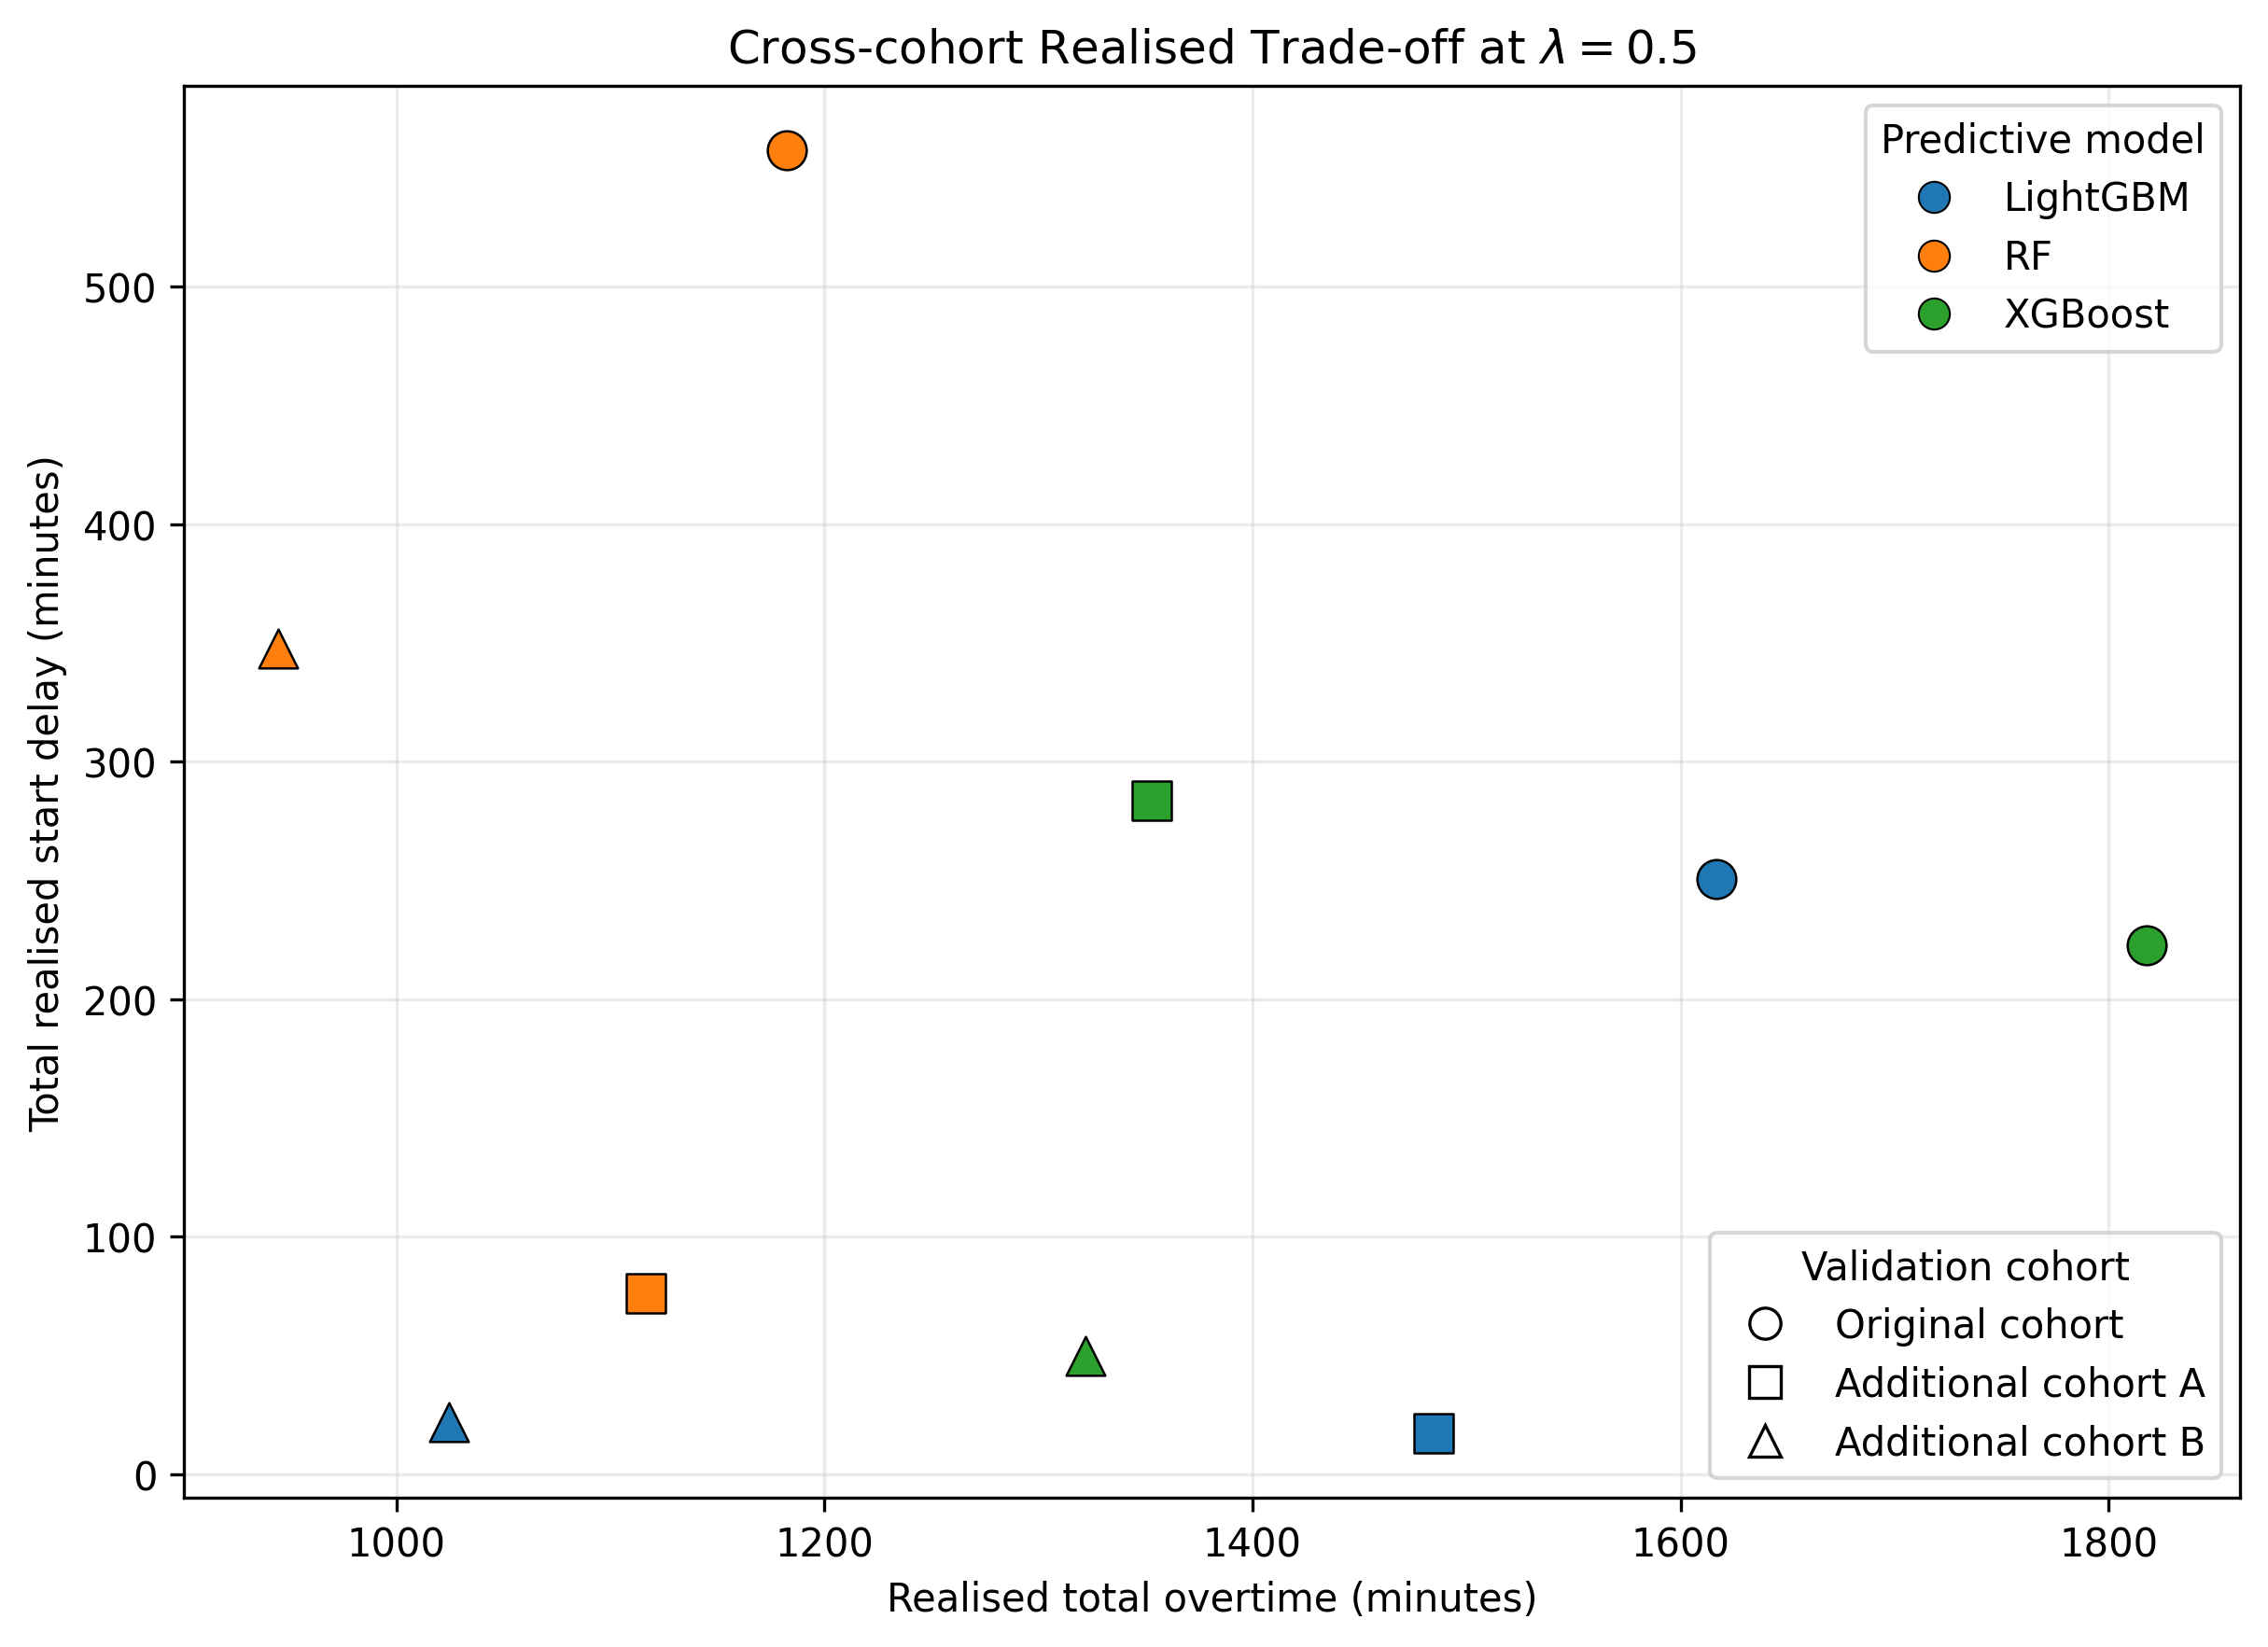 Cross-cohort Realised Trade-off at λ = 0.5
Total realised start delay (minutes)
500
400
300
200
100
0
1000 1200 1400 1600 1800
Realised total overtime (minutes)
Predictive model
LightGBM
RF
XGBoost
Validation cohort
Original cohort
Additional cohort A
Additional cohort B